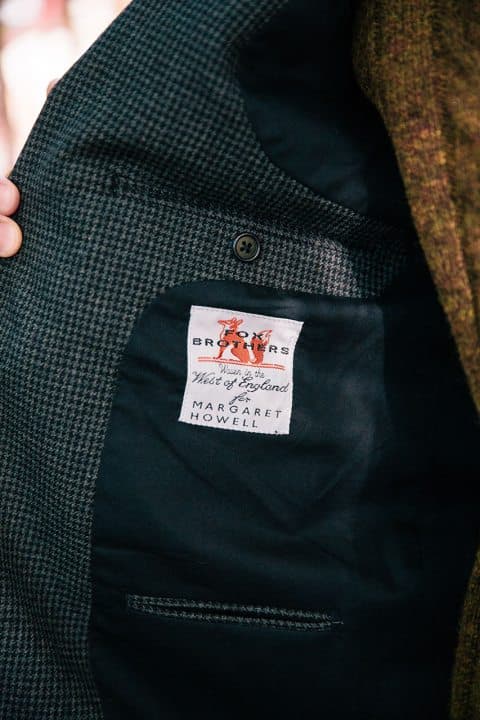 FOX
BROTHERS
Woven in the
West of England
for
MARGARET
HOWELL